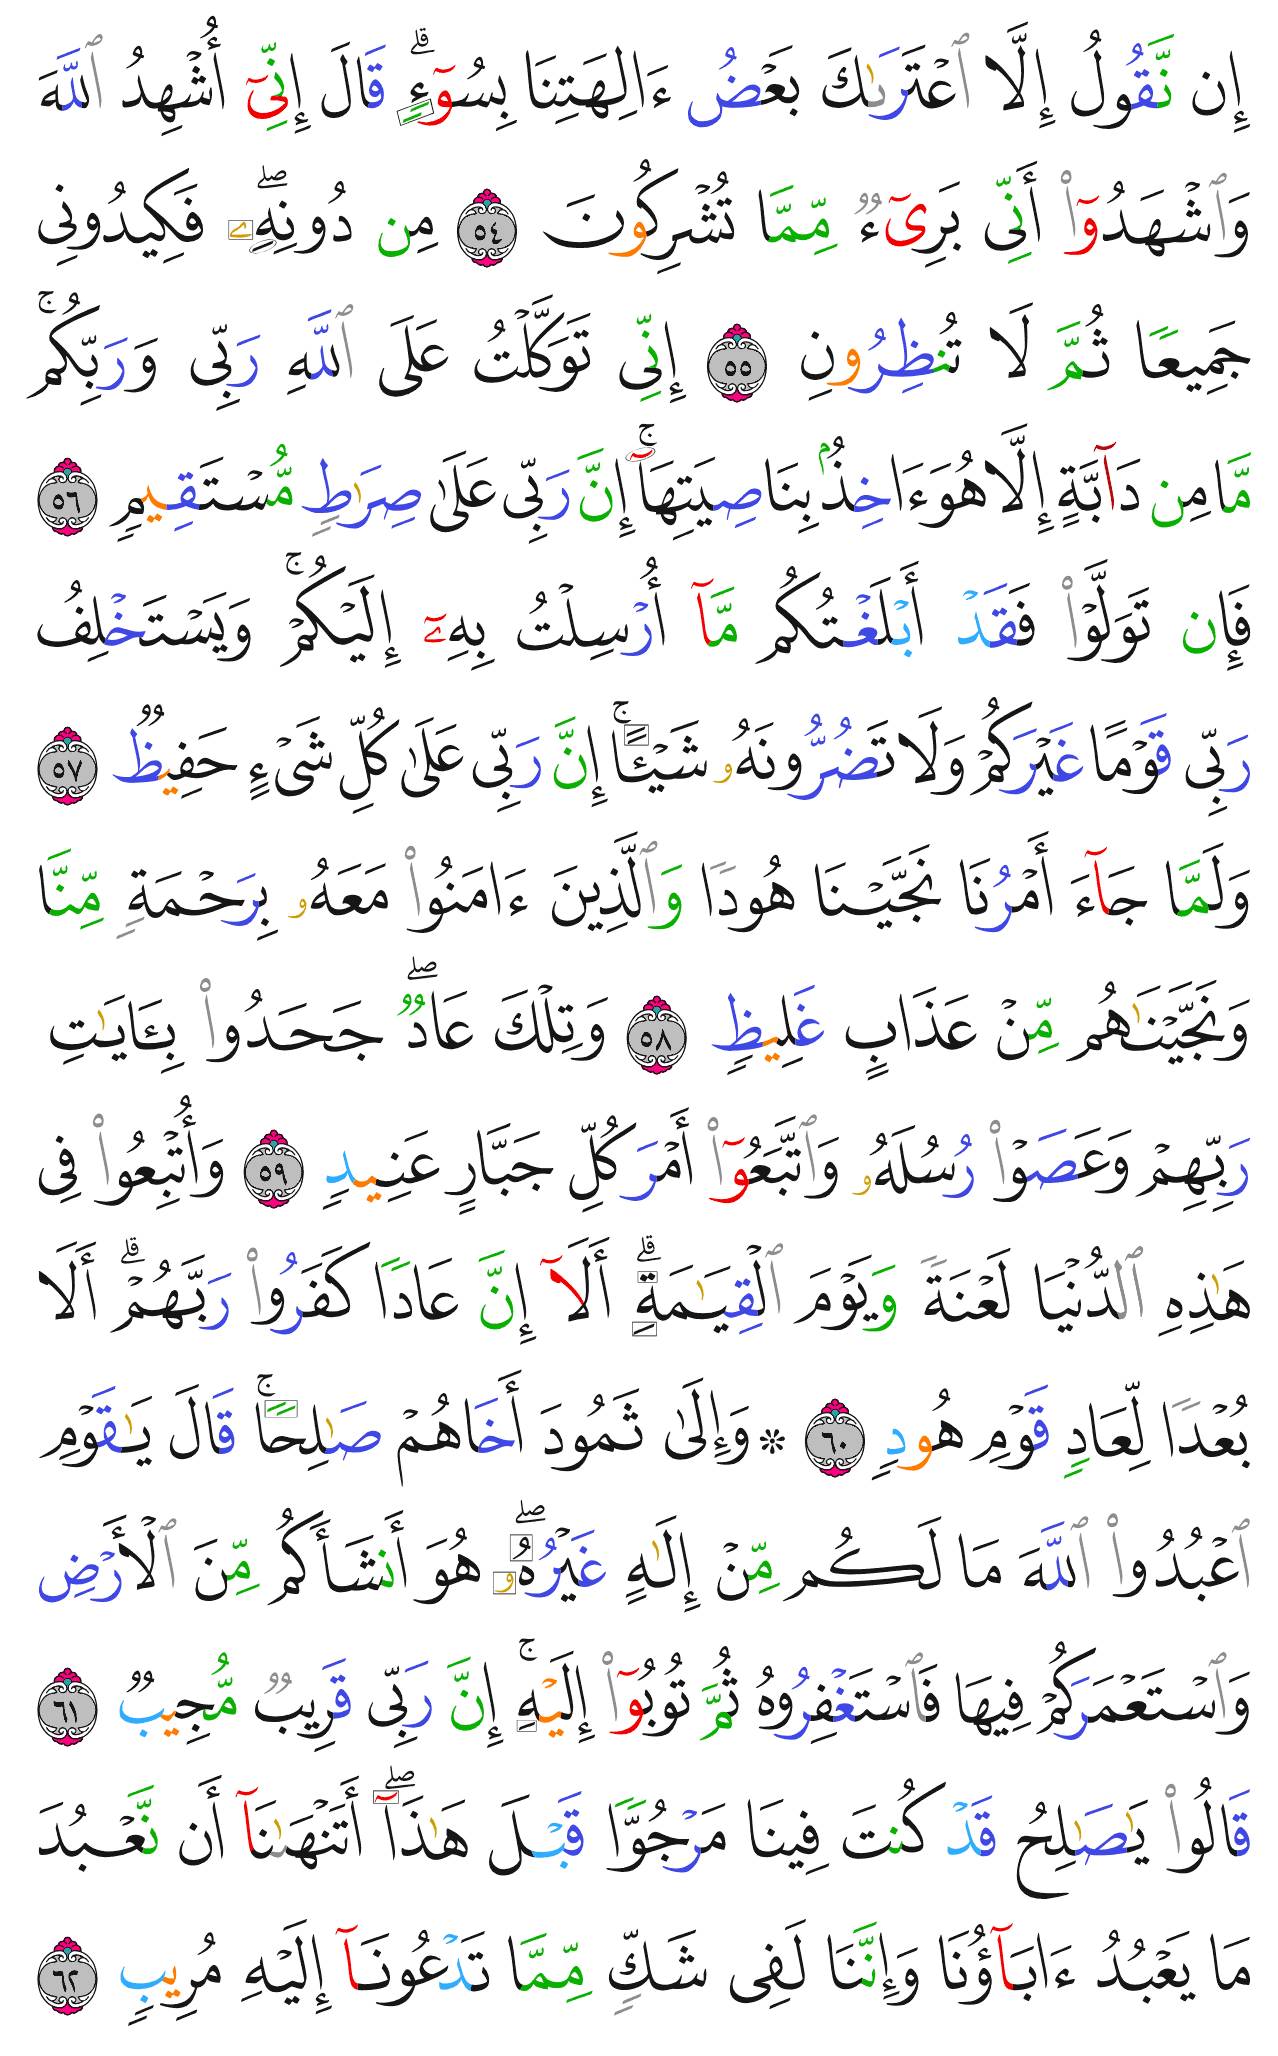 إِن نَّقُولُ إِلَّا ٱعْتَرَىٰكَ بَعْضُ ءَالِهَتِنَا بِسُوٓءٍۢ ۗ قَالَ إِنِّىٓ أُشْهِدُ ٱللَّهَ
وَٱشْهَدُوٓا۟ أَنِّى بَرِىٓءٌۭ مِّمَّا تُشْرِكُونَ ٥٤ مِن دُونِهِۦ ۖ فَكِيدُونِى
جَمِيعًۭا ثُمَّ لَا تُنظِرُونِ ٥٥ إِنِّى تَوَكَّلْتُ عَلَى ٱللَّهِ رَبِّى وَرَبِّكُم ۚ
مَّا مِن دَآبَّةٍ إِلَّا هُوَ ءَاخِذٌۢ بِنَاصِيَتِهَآ ۚ إِنَّ رَبِّى عَلَىٰ صِرَٰطٍۢ مُّسْتَقِيمٍۢ ٥٦
فَإِن تَوَلَّوْا۟ فَقَدْ أَبْلَغْتُكُم مَّآ أُرْسِلْتُ بِهِۦٓ إِلَيْكُمْ ۚ وَيَسْتَخْلِفُ
رَبِّى قَوْمًا غَيْرَكُمْ وَلَا تَضُرُّونَهُۥ شَيْـًٔا ۚ إِنَّ رَبِّى عَلَىٰ كُلِّ شَىْءٍ حَفِيظٌۭ ٥٧
وَلَمَّا جَآءَ أَمْرُنَا نَجَّيْنَا هُودًۭا وَٱلَّذِينَ ءَامَنُوا۟ مَعَهُۥ بِرَحْمَةٍۢ مِّنَّا
وَنَجَّيْنَٰهُم مِّنْ عَذَابٍ غَلِيظٍۢ ٥٨ وَتِلْكَ عَادٌۭ ۖ جَحَدُوا۟ بِـَٔايَٰتِ
رَبِّهِمْ وَعَصَوْا۟ رُسُلَهُۥ وَٱتَّبَعُوٓا۟ أَمْرَ كُلِّ جَبَّارٍ عَنِيدٍۢ ٥٩ وَأُتْبِعُوا۟ فِى
هَٰذِهِ ٱلدُّنْيَا لَعْنَةًۭ وَيَوْمَ ٱلْقِيَٰمَةِ ۗ أَلَآ إِنَّ عَادًۭا كَفَرُوا۟ رَبَّهُمْ ۗ أَلَا
بُعْدًۭا لِّعَادٍۢ قَوْمِ هُودٍۢ ٦٠ ۞ وَإِلَىٰ ثَمُودَ أَخَاهُمْ صَٰلِحًۭا ۚ قَالَ يَٰقَوْمِ
ٱعْبُدُوا۟ ٱللَّهَ مَا لَكُم مِّنْ إِلَٰهٍ غَيْرُهُۥ ۖ هُوَ أَنشَأَكُم مِّنَ ٱلْأَرْضِ
وَٱسْتَعْمَرَكُمْ فِيهَا فَٱسْتَغْفِرُوهُ ثُمَّ تُوبُوٓا۟ إِلَيْهِ ۚ إِنَّ رَبِّى قَرِيبٌۭ مُّجِيبٌۭ ٦١
قَالُوا۟ يَٰصَٰلِحُ قَدْ كُنتَ فِينَا مَرْجُوًّۭا قَبْلَ هَٰذَآ ۖ أَتَنْهَىٰنَآ أَن نَّعْبُدَ
مَا يَعْبُدُ ءَابَآؤُنَا وَإِنَّنَا لَفِى شَكٍّۢ مِّمَّا تَدْعُونَآ إِلَيْهِ مُرِيبٍۢ ٦٢